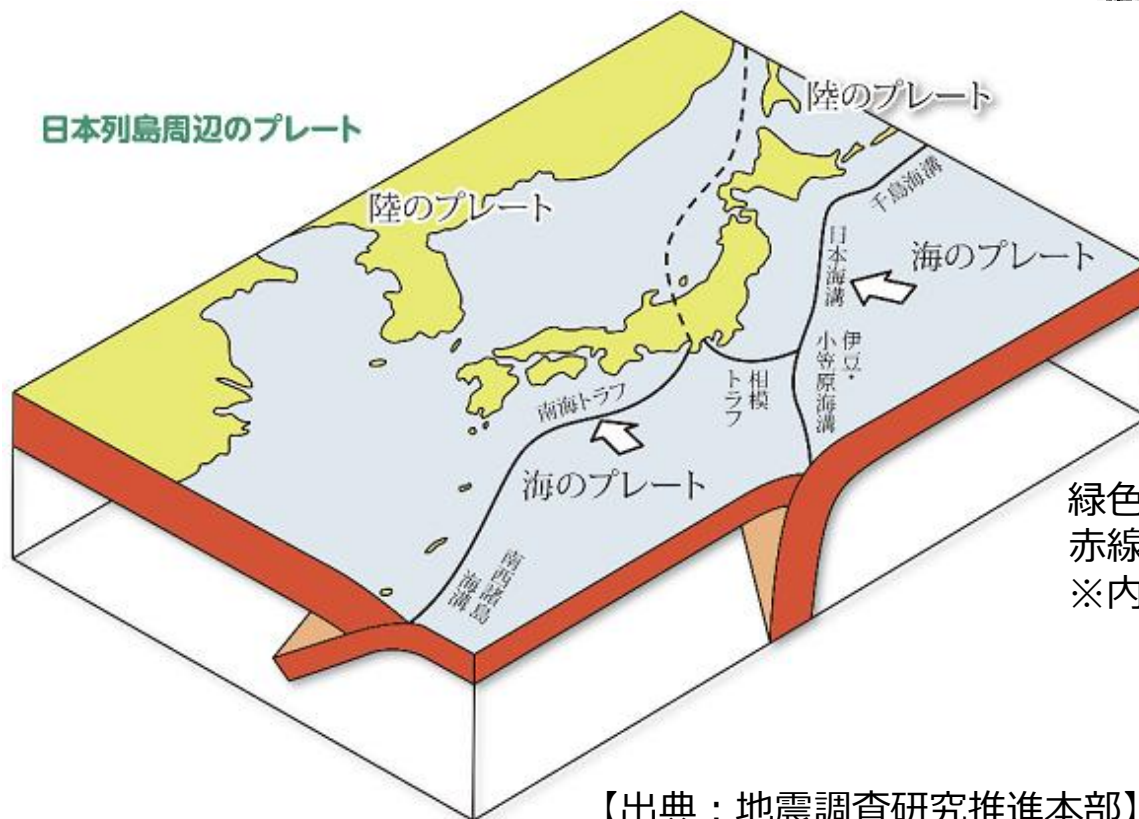 日本列島周辺のプレート
陸のプレート
陸のプレート
千島海溝
日本海溝
海のプレート
伊豆・
小笠原海溝
相模
トラフ
南海トラフ
海のプレート
南西諸島
海溝
緑色
赤線
※内
【出典：地震調査研究推進本部】